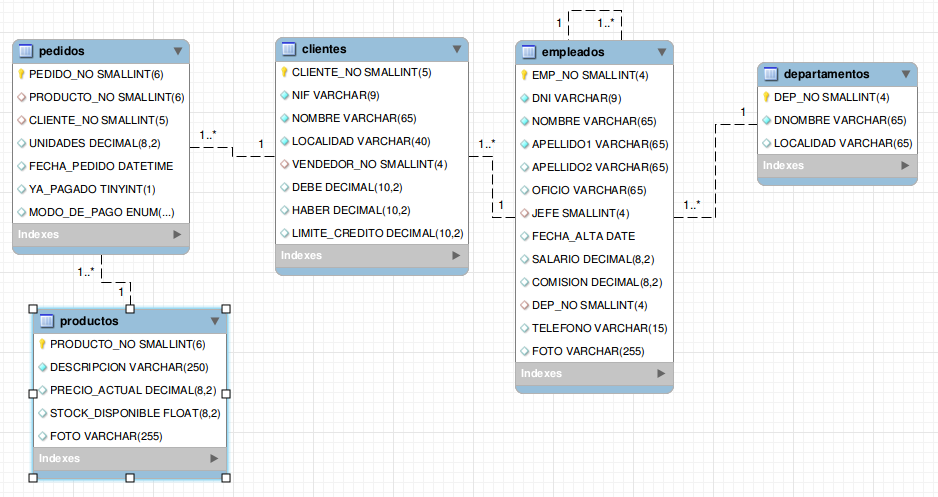 pedidos
PEDIDO_NO SMALLINT(6)
PRODUCTO_NO SMALLINT(6)
CLIENTE_NO SMALLINT(5)
UNIDADES DECIMAL(8,2)
FECHA_PEDIDO DATETIME
YA_PAGADO TINYINT(1)
MODO_DE_PAGO ENUM(...)
Indexes
1..*
1
clientes
CLIENTE_NO SMALLINT(5)
NIF VARCHAR(9)
NOMBRE VARCHAR(65)
LOCALIDAD VARCHAR(40)
VENDEDOR_NO SMALLINT(4)
DEBE DECIMAL(10,2)
HABER DECIMAL(10,2)
LIMITE_CREDITO DECIMAL(10,2)
Indexes
1..*
1
1
1..*
empleados
EMP_NO SMALLINT(4)
DNI VARCHAR(9)
NOMBRE VARCHAR(65)
APELLIDO1 VARCHAR(65)
APELLIDO2 VARCHAR(65)
OFICIO VARCHAR(65)
JEFE SMALLINT(4)
FECHA_ALTA DATE
SALARIO DECIMAL(8,2)
COMISION DECIMAL(8,2)
DEP_NO SMALLINT(4)
TELEFONO VARCHAR(15)
FOTO VARCHAR(255)
Indexes
1..*
1
departamentos
DEP_NO SMALLINT(4)
DNOMBRE VARCHAR(65)
LOCALIDAD VARCHAR(65)
Indexes
1..*
1
productos
PRODUCTO_NO SMALLINT(6)
DESCRIPCION VARCHAR(250)
PRECIO_ACTUAL DECIMAL(8,2)
STOCK_DISPONIBLE FLOAT(8,2)
FOTO VARCHAR(255)
Indexes